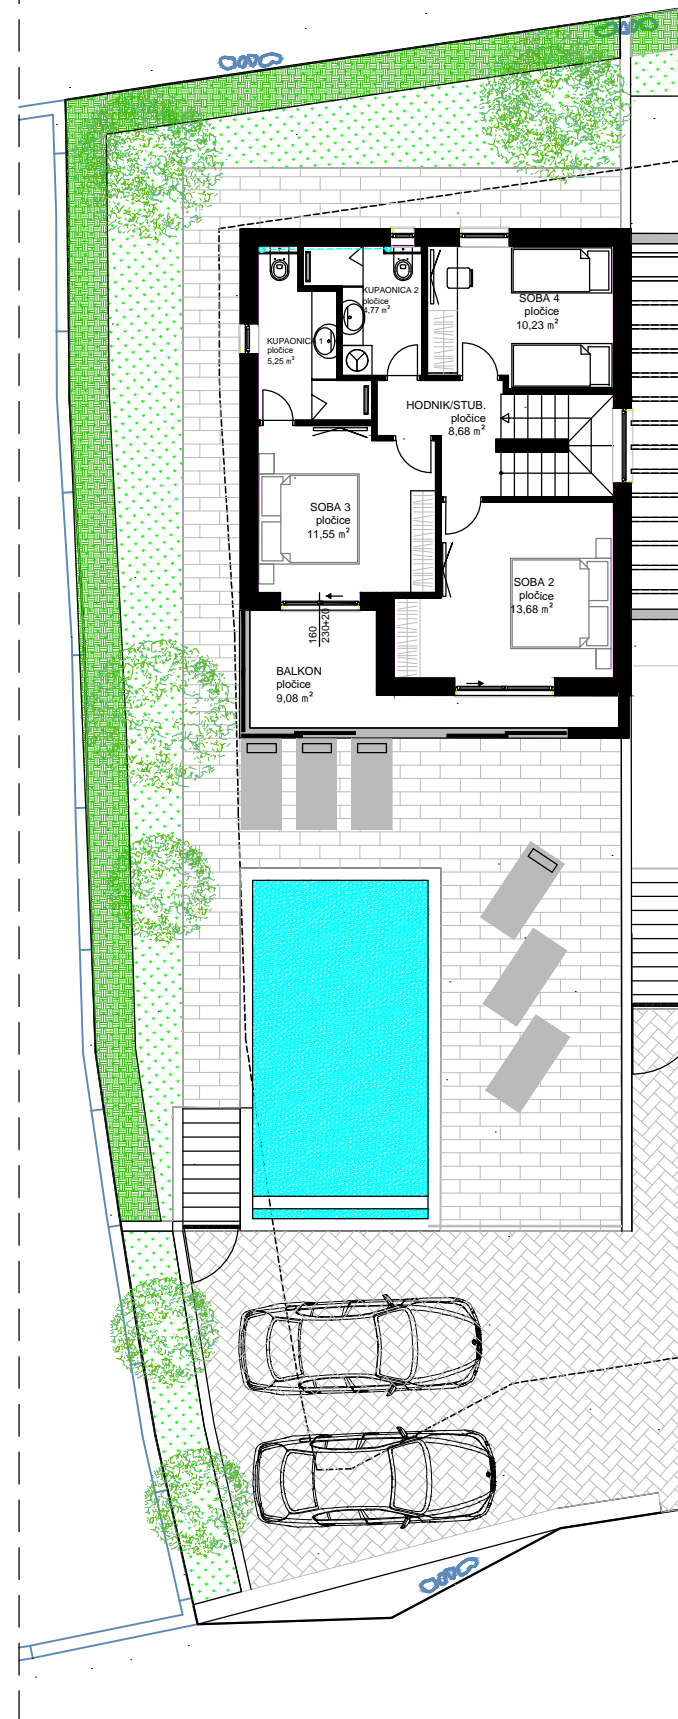 KUPAONICA 2
pločice
4,77 m²
SOBA 4
pločice
10,23 m²
KUPAONICA 1
pločice
5,25 m²
HODNIK/STUB.
pločice
8,68 m²
SOBA 3
pločice
11,55 m²
SOBA 2
pločice
13,68 m²
160
230+20
BALKON
pločice
9,08 m²